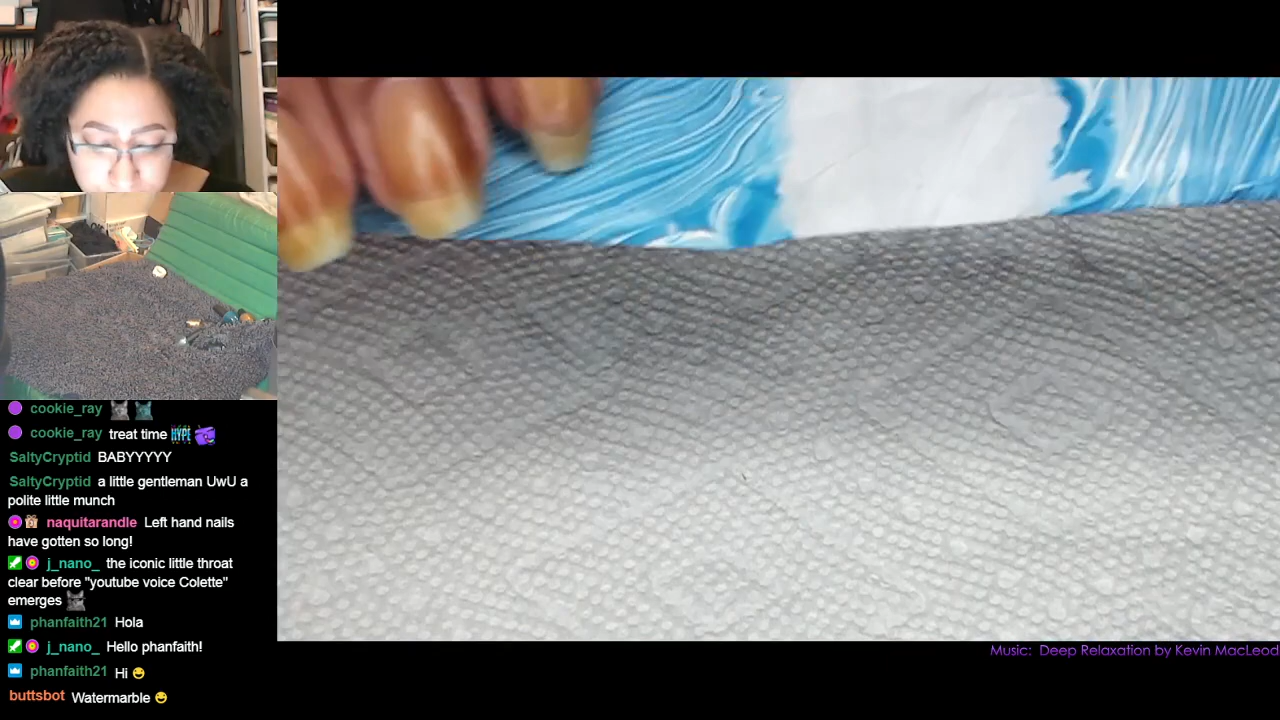 cookie_ray
cookie_ray treat time HYPE
SaltyCryptid BABYYYYY
SaltyCryptid a little gentleman UwU a
polite little munch
naquitarandle Left hand nails
have gotten so long!
j_nano_ the iconic little throat
clear before "youtube voice Colette"
emerges
phanfaith21 Hola
j_nano_ Hello phanfaith!
phanfaith21 Hi
buttsbot Watermarble
Music: Deep Relaxation by Kevin MacLeod